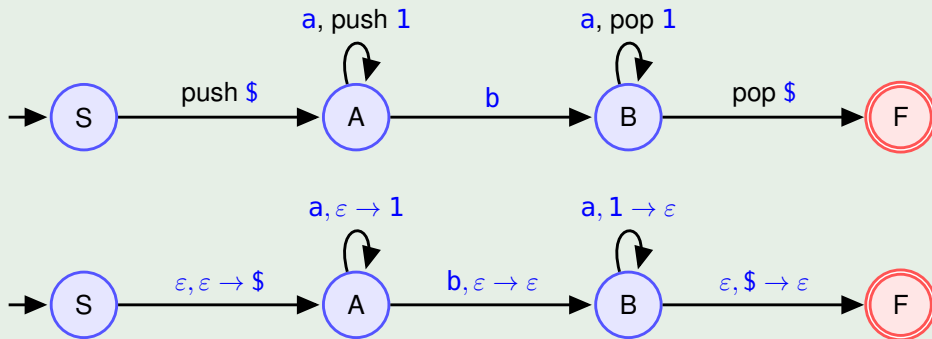 a, push 1 a, pop 1
push $ b pop $
S A B F
a, ε → 1 a, 1 → ε
ε, ε → $ b, ε → ε ε, $ → ε
S A B F